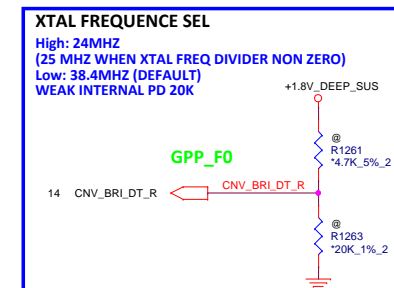 XTAL FREQUENCE SEL
High: 24MHZ
(25 MHZ WHEN XTAL FREQ DIVIDER NON ZERO)
Low: 38.4MHZ (DEFAULT)
WEAK INTERNAL PD 20K
+1.8V_DEEP_SUS
@
R1261
*4.7K_5%_2
GPP_F0
14 CNV_BRI_DT_R CNV_BRI_DT_R
@
R1263
*20K_1%_2